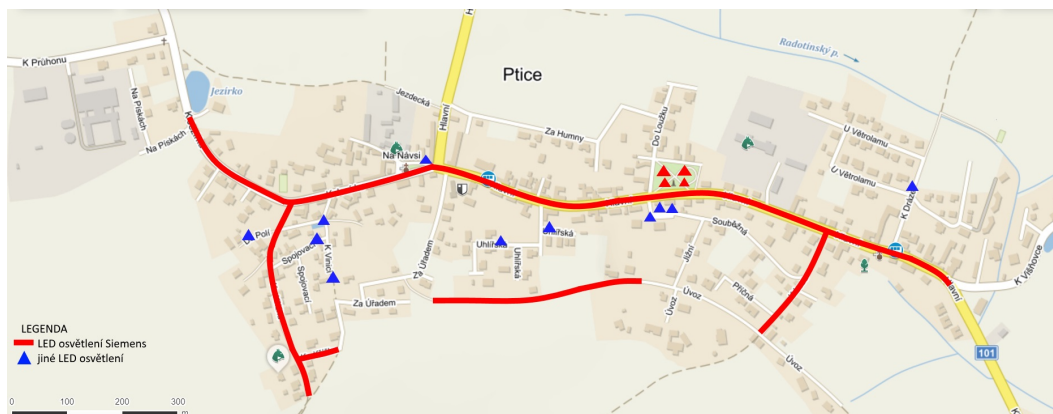 K Průhonu
Na Pískách
Na Pískách
Jezírko
Jezdecká
Hlavní
Ptice
Za Humny
Do Loužku
Radotínský p.
U Větrolamu
U Větrolamu
Na Návsi
Spojovací
Spojovací
K Vinici
Za Úřadem
Za Úřadem
Uhlířská
Uhlířská
Uhlířská
Souběžná
Jižní
Příčná
Úvoz
Úvoz
Úvoz
K Višňovce
101
LEGENDA
LED osvětlení Siemens
jiné LED osvětlení
0 100 200 300
m